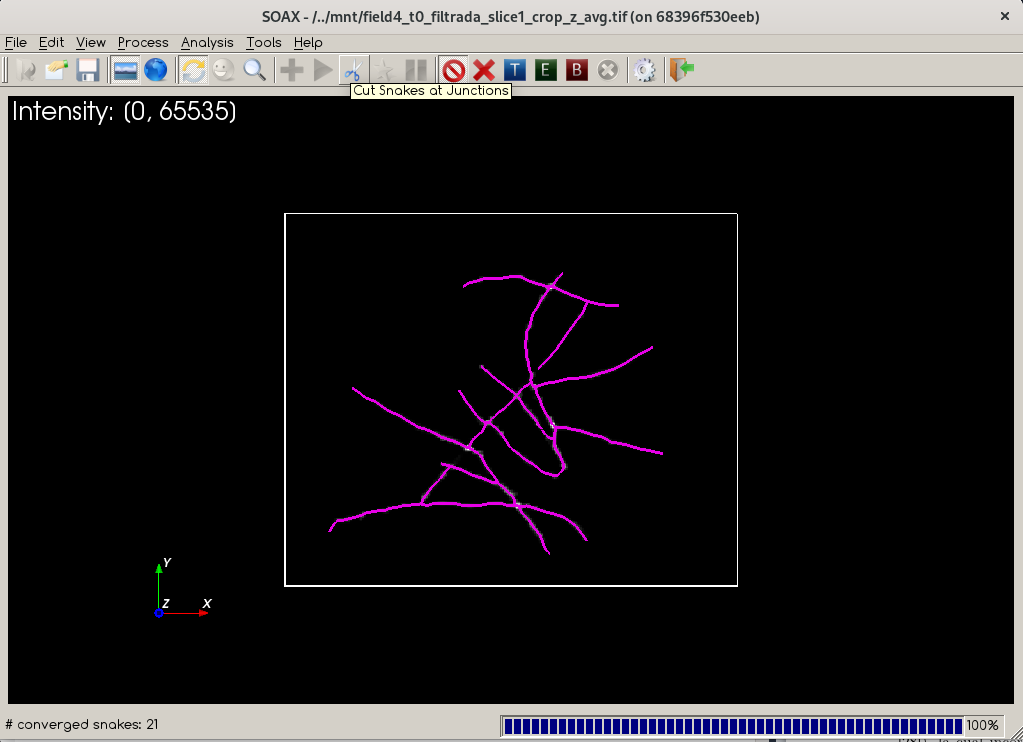 SOAX - /../mnt/field4_t0_filtrada_slice1_crop_z_avg.tif (on 68396f530eeb)
File Edit View Process Analysis Tools Help
T E B
Cut Snakes at Junctions
Intensity: (0, 65535)
Y
Z X
# converged snakes: 21 100%